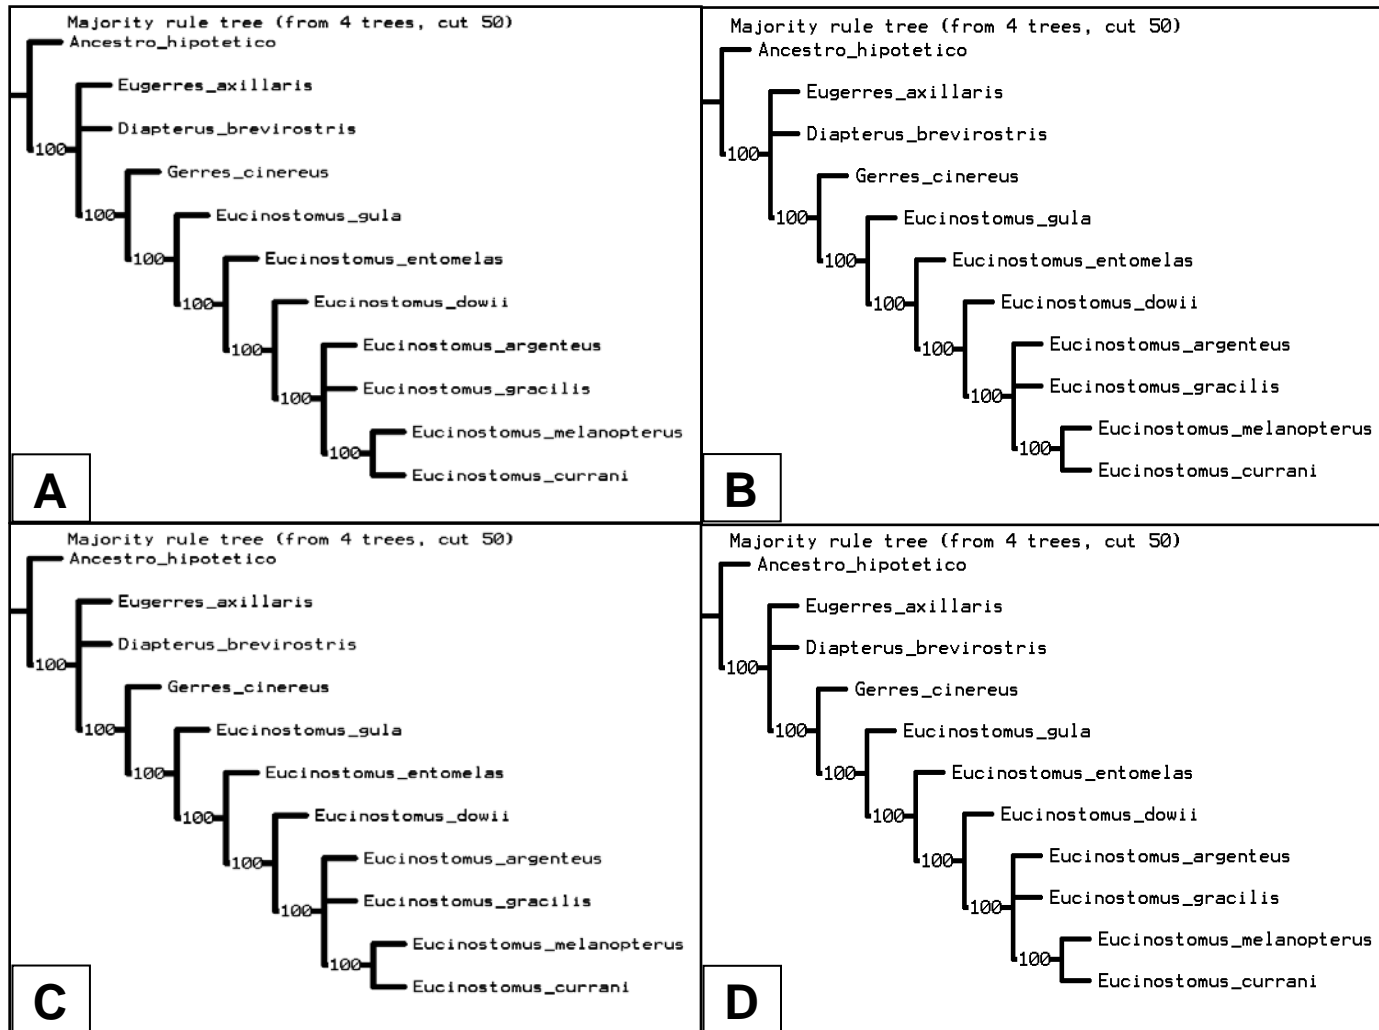 Majority rule tree (from 4 trees, cut 50)
Ancestro_hipotetico
Eugerres_axillaris
Diapterus_brevirostris
100
Gerres_cinereus
100
Eucinostomus_gula
100
Eucinostomus_entomelas
100
Eucinostomus_dowii
100
Eucinostomus_argenteus
Eucinostomus_gracilis
100
Eucinostomus_melanopterus
100
Eucinostomus_currani
A
Majority rule tree (from 4 trees, cut 50)
Ancestro_hipotetico
Eugerres_axillaris
Diapterus_brevirostris
100
Gerres_cinereus
100
Eucinostomus_gula
100
Eucinostomus_entomelas
100
Eucinostomus_dowii
100
Eucinostomus_argenteus
Eucinostomus_gracilis
100
Eucinostomus_melanopterus
100
Eucinostomus_currani
B
Majority rule tree (from 4 trees, cut 50)
Ancestro_hipotetico
Eugerres_axillaris
Diapterus_brevirostris
100
Gerres_cinereus
100
Eucinostomus_gula
100
Eucinostomus_entomelas
100
Eucinostomus_dowii
100
Eucinostomus_argenteus
Eucinostomus_gracilis
100
Eucinostomus_melanopterus
100
Eucinostomus_currani
C
Majority rule tree (from 4 trees, cut 50)
Ancestro_hipotetico
Eugerres_axillaris
Diapterus_brevirostris
100
Gerres_cinereus
100
Eucinostomus_gula
100
Eucinostomus_entomelas
100
Eucinostomus_dowii
100
Eucinostomus_argenteus
Eucinostomus_gracilis
100
Eucinostomus_melanopterus
100
Eucinostomus_currani
D